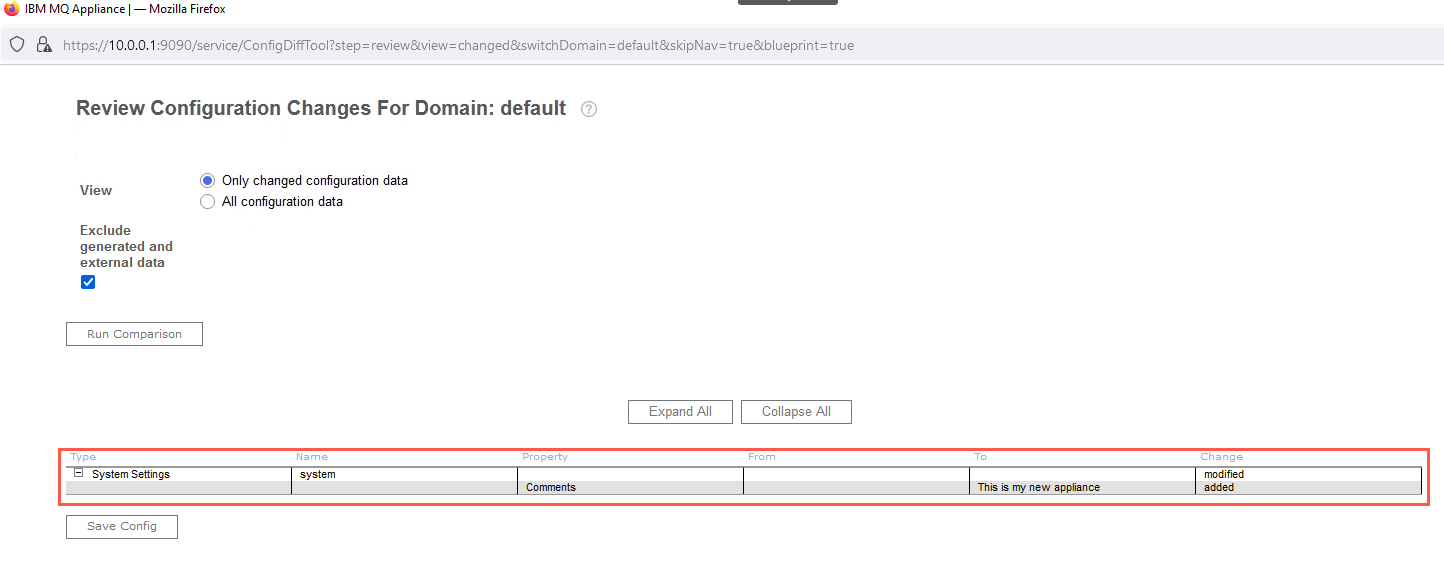 IBM MQ Appliance | — Mozilla Firefox
https://10.0.0.1:9090/service/ConfigDiffTool?step=review&view=changed&switchDomain=default&skipNav=true&blueprint=true
Review Configuration Changes For Domain: default ?
View
Only changed configuration data
All configuration data
Exclude
generated and
external data
Run Comparison
Expand All Collapse All
Type Name Property From To Change
System Settings system modified
Comments This is my new appliance added
Save Config